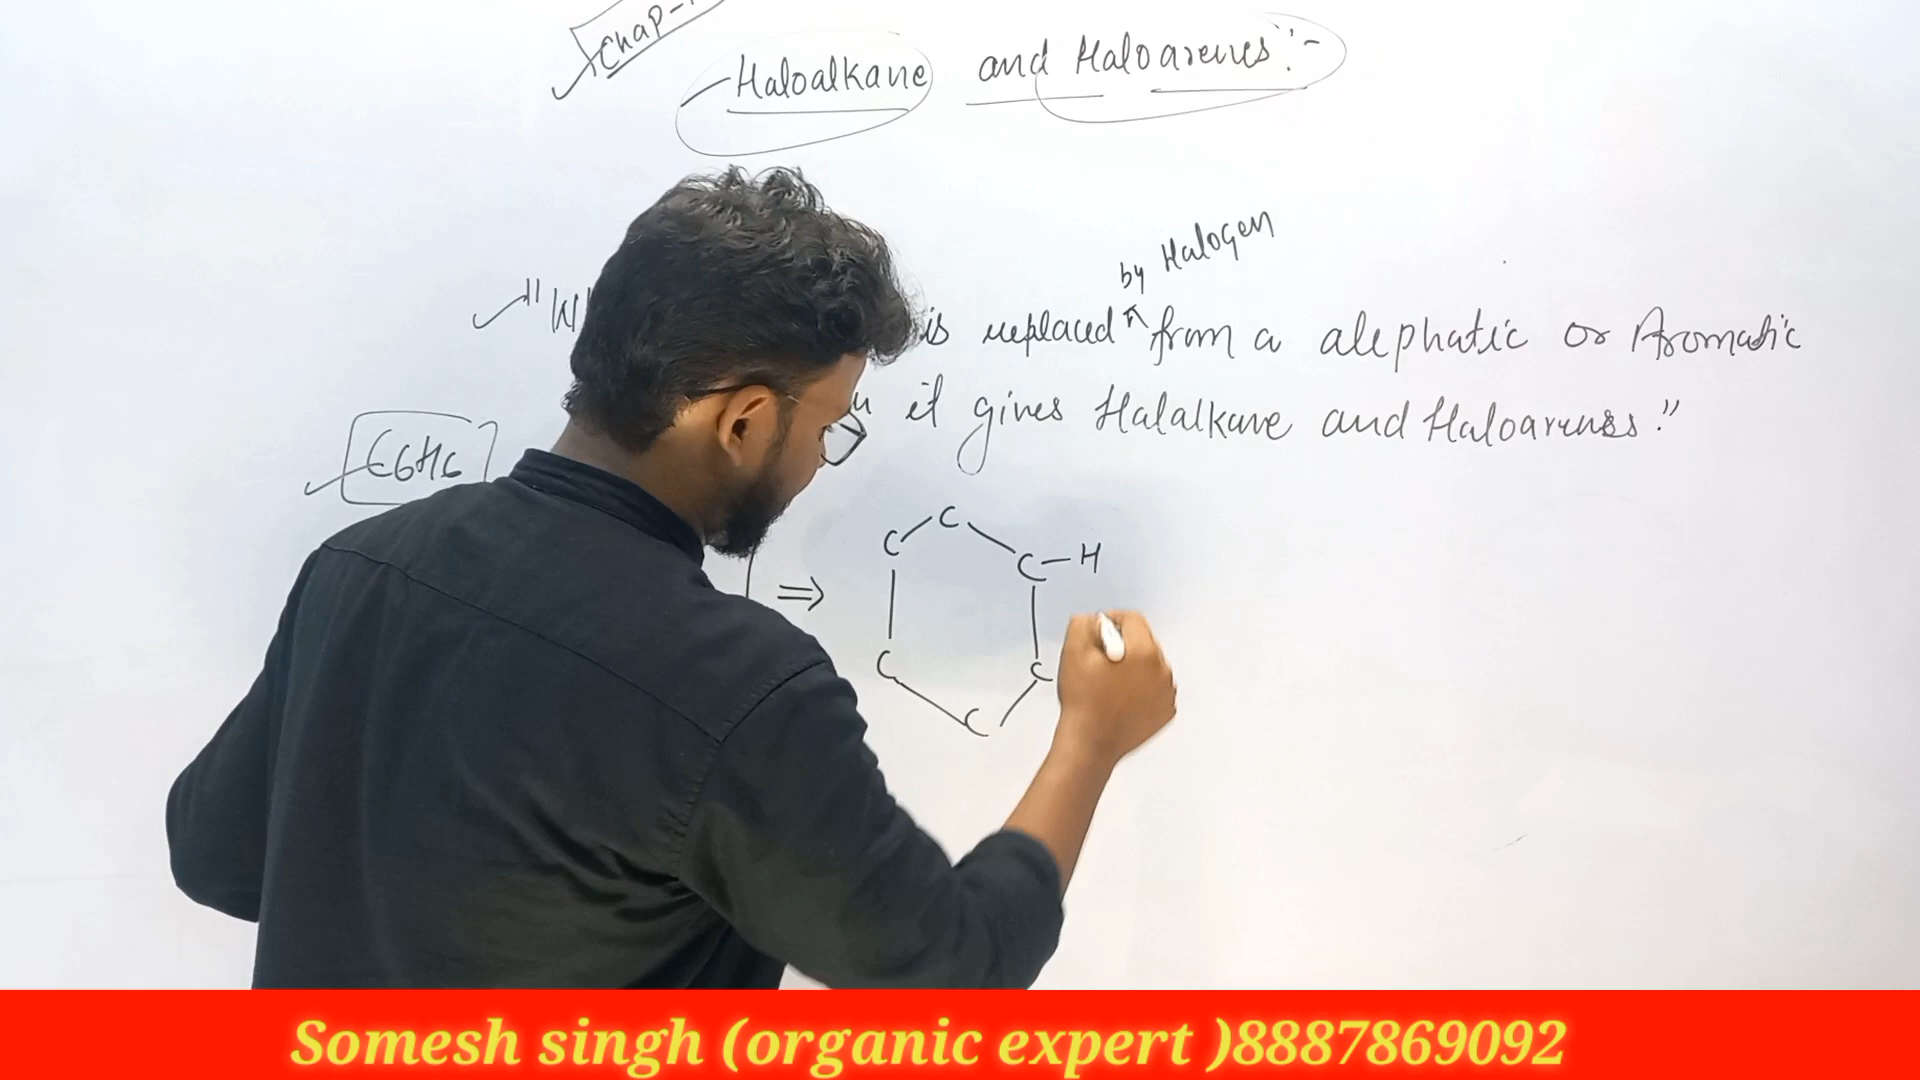 Chap-
Haloalkane and Haloarenes:-
by Halogen
is replaced from a alephatic or Aromatic
it gives Halalkane and Haloarenes."
C6H6
C C
C-H
⇒
C C
C
Somesh singh (organic expert )8887869092